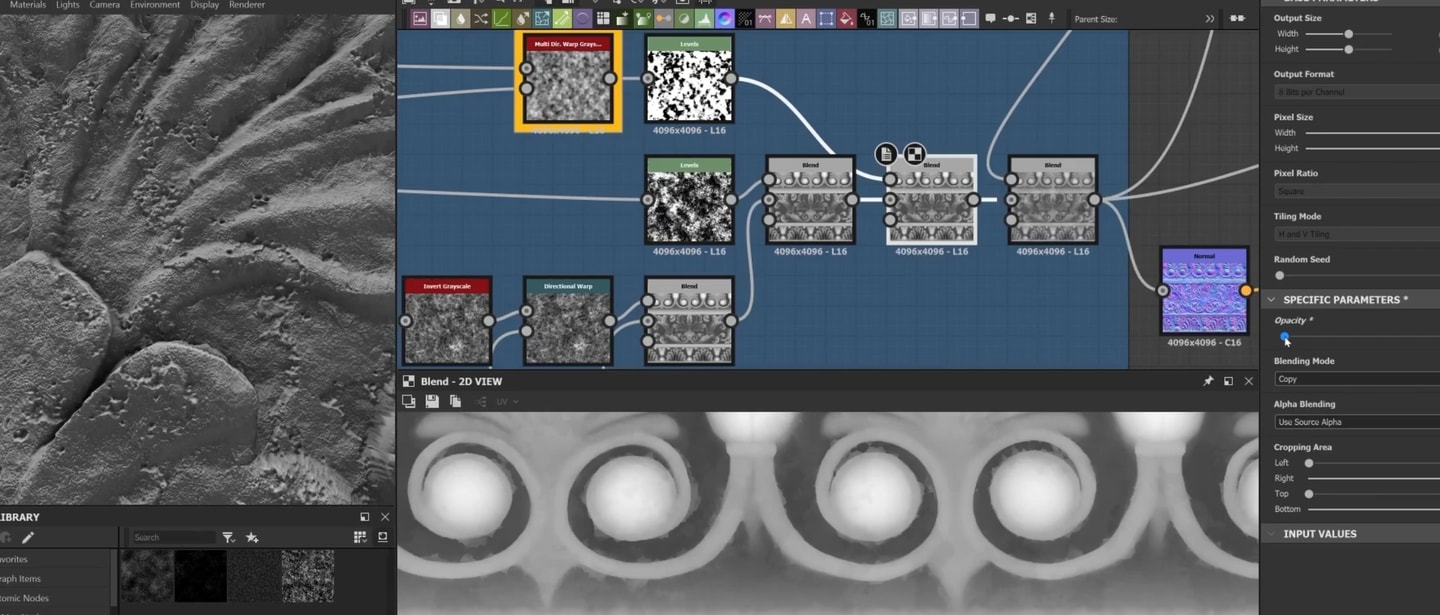 Materials Lights Camera Environment Display Renderer
Parent Size:
Multi Dir. Warp Grays...
Levels
4096x4096 - L16
Levels
Blend
Blend
Blend
4096x4096 - L16
4096x4096 - L16
4096x4096 - L16
4096x4096 - L16
Invert Grayscale
Directional Warp
Blend
Normal
4096x4096 - C16
Blend - 2D VIEW
UV
IBRARY
Search
avorites
raph Items
tomic Nodes
Output Size
Width
Height
Output Format
8 Bits per Channel
Pixel Size
Width
Height
Pixel Ratio
Square
Tiling Mode
H and V Tiling
Random Seed
SPECIFIC PARAMETERS *
Opacity *
Blending Mode
Copy
Alpha Blending
Use Source Alpha
Cropping Area
Left
Right
Top
Bottom
INPUT VALUES